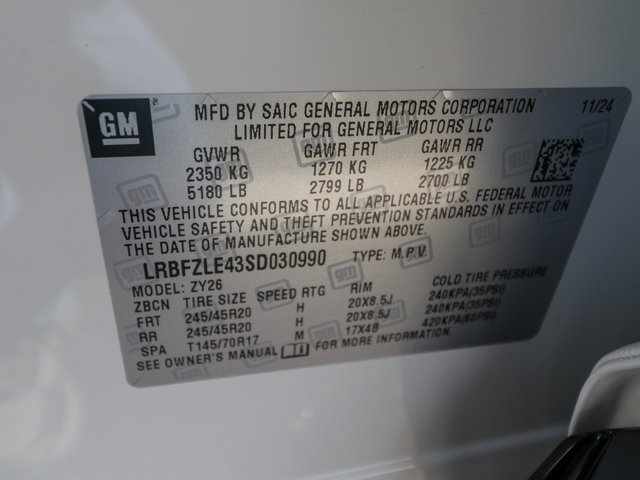 GM
MFD BY SAIC GENERAL MOTORS CORPORATION 11/24
LIMITED FOR GENERAL MOTORS LLC
GVWR GAWR FRT GAWR RR
2350 KG 1270 KG 1225 KG
5180 LB 2799 LB 2700 LB
THIS VEHICLE CONFORMS TO ALL APPLICABLE U.S. FEDERAL MOTOR
VEHICLE SAFETY AND THEFT PREVENTION STANDARDS IN EFFECT ON
THE DATE OF MANUFACTURE SHOWN ABOVE.
LRBFZLE43SD030990 TYPE: M.P.V.
MODEL: ZY26
ZBCN TIRE SIZE SPEED RTG RIM COLD TIRE PRESSURE
FRT 245/45R20 H 20X8.5J 240KPA(35PSI)
RR 245/45R20 H 20X8.5J 240KPA(35PSI)
SPA T145/70R17 M 17X4B 420KPA(60PSI)
SEE OWNER'S MANUAL FOR MORE INFORMATION.